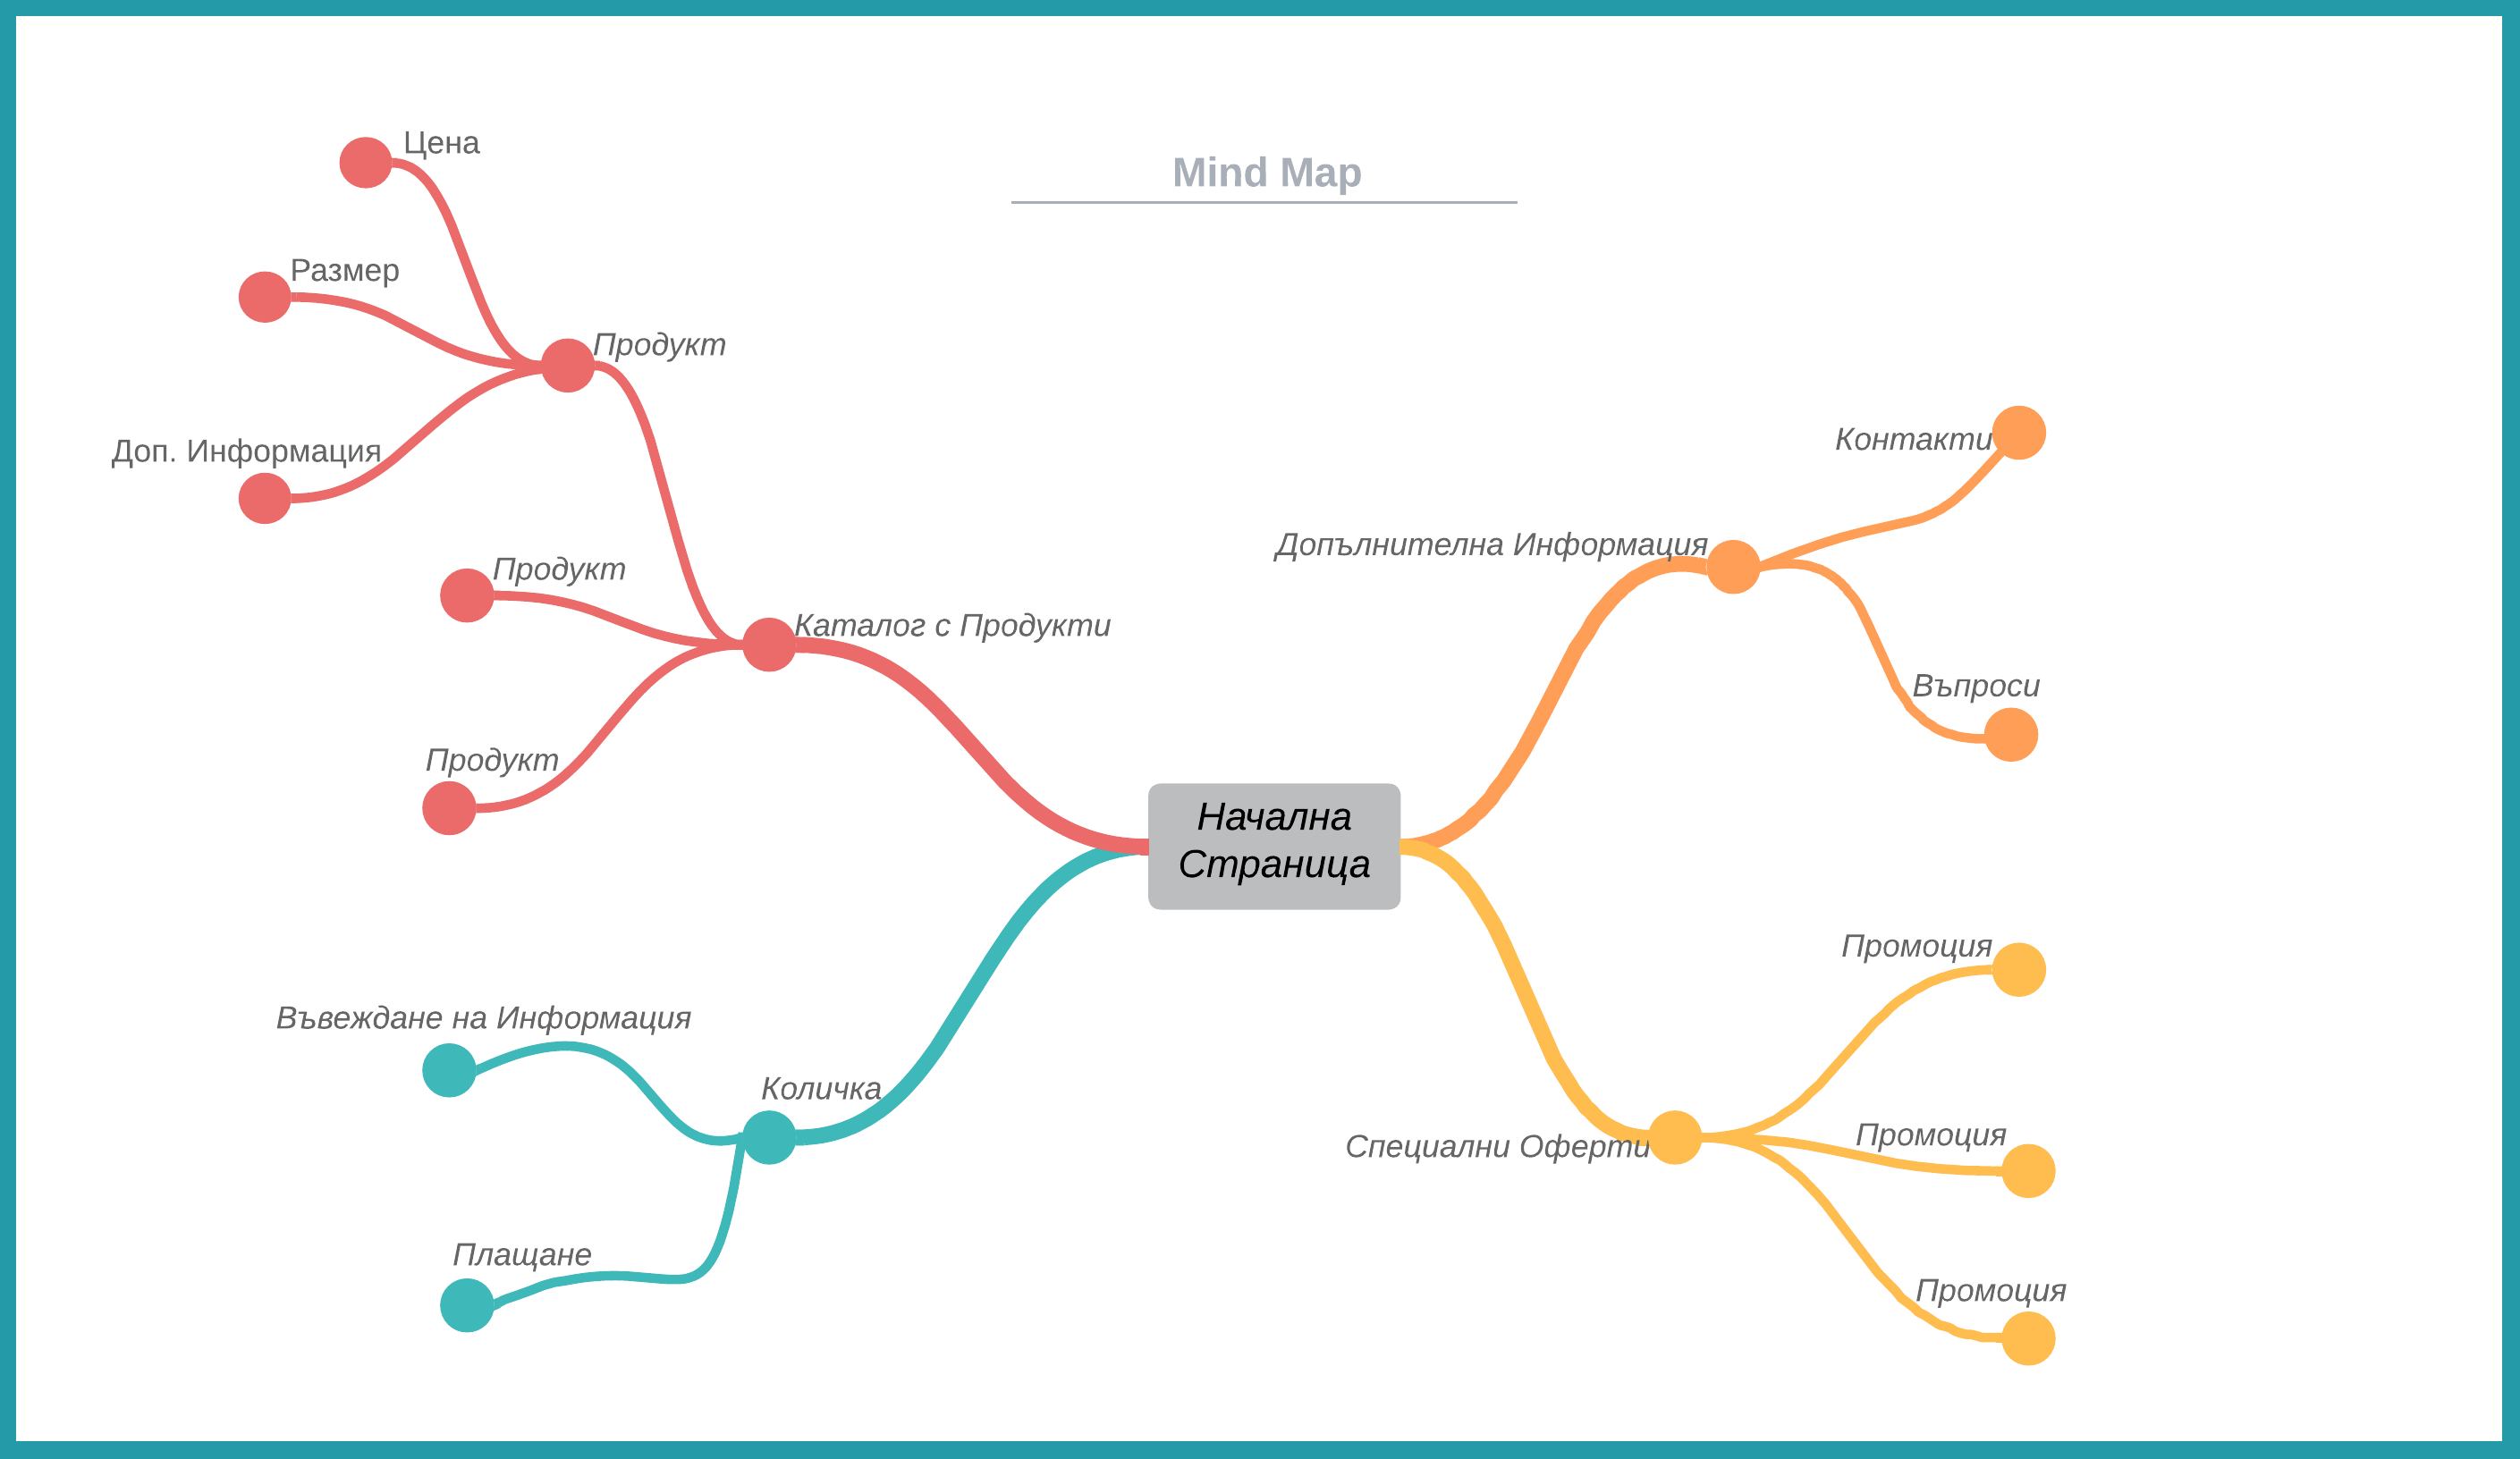 Mind Map
Цена
Размер
Продукт
Доп. Информация
Продукт
Каталог с Продукти
Продукт
Контакти
Допълнителна Информация
Въпроси
Начална
Страница
Въвеждане на Информация
Количка
Плащане
Промоция
Специални Оферти
Промоция
Промоция